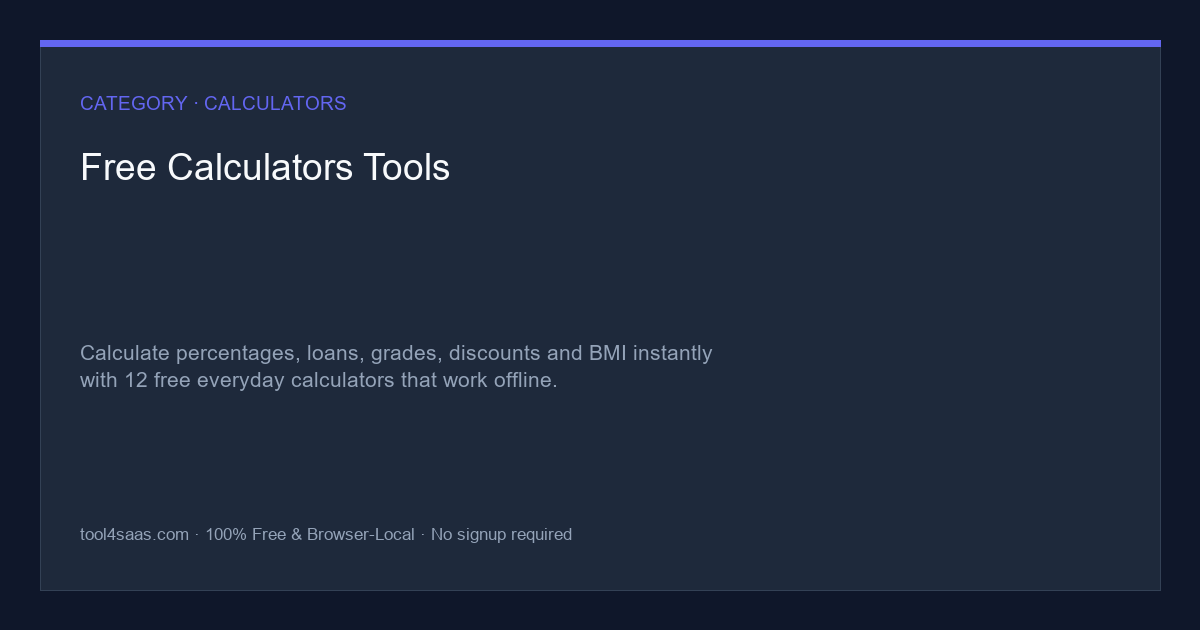 CATEGORY · CALCULATORS
Free Calculators Tools
Calculate percentages, loans, grades, discounts and BMI instantly
with 12 free everyday calculators that work offline.
tool4saas.com · 100% Free & Browser-Local · No signup required